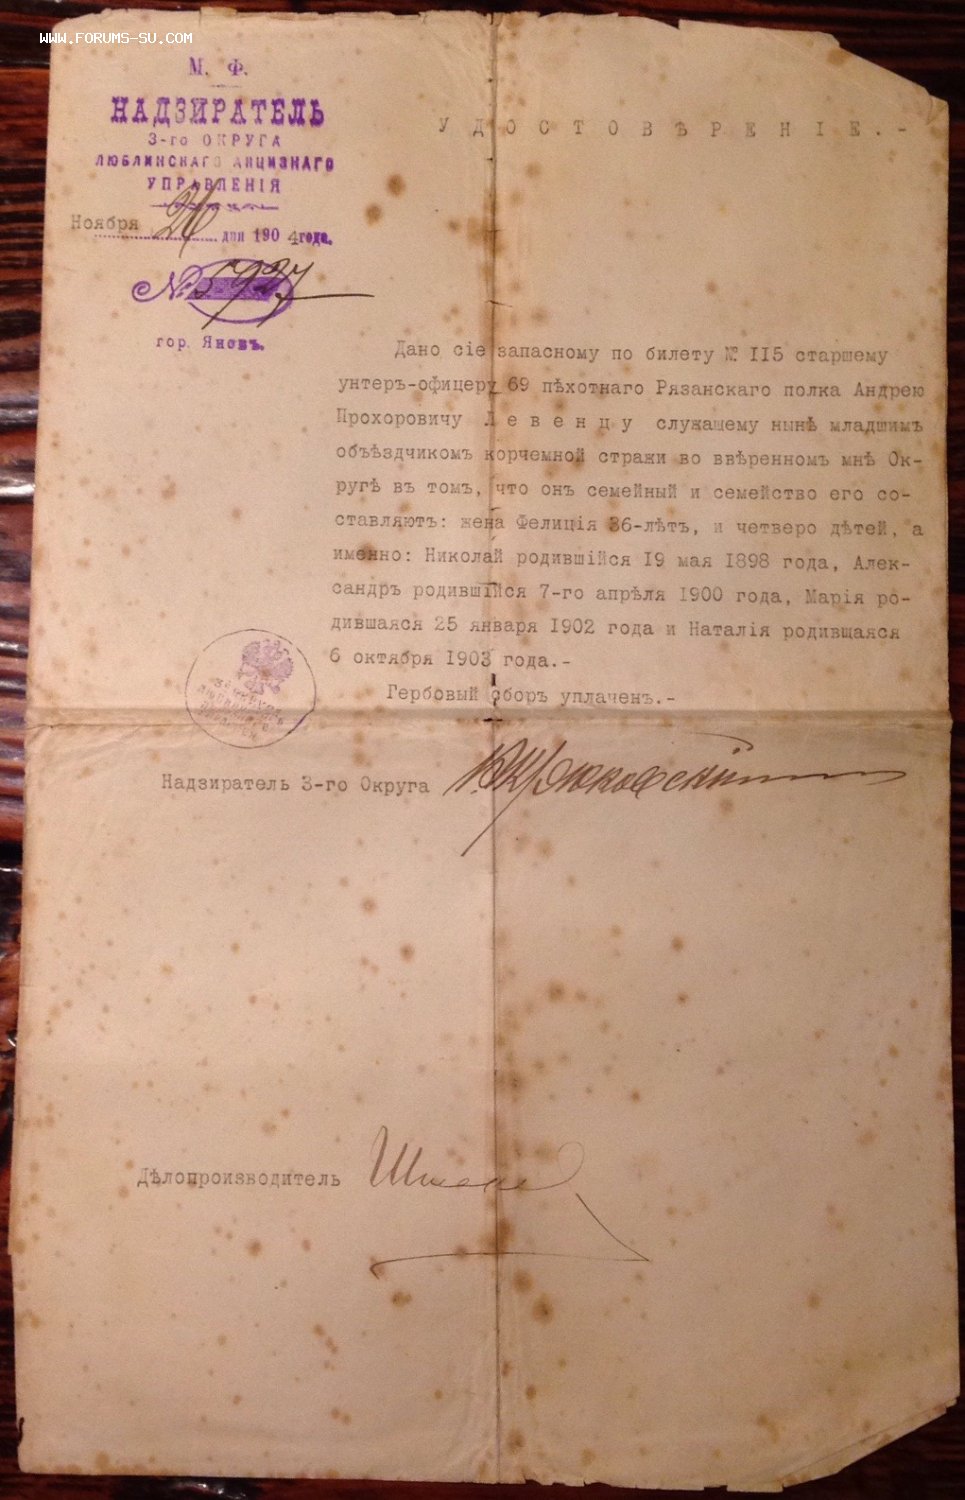 WWW.FORUMS-SU.COM
М. Ф.
НАДЗИРАТЕЛЬ
3-го ОКРУГА
ЛЮБЛИНСКАГО АКЦИЗНАГО
УПРАВЛЕНІЯ
Ноября 26 дня 1904 года.
№ 5927
гор. Яновъ.
УДОСТОВѢРЕНІЕ.-
Дано сіе запасному по билету № 115 старшему
унтеръ-офицеру 69 пѣхотнаго Рязанскаго полка Андрею
Прохоровичу Левенцу служащему нынѣ младшимъ
объѣздчикомъ корчемной стражи во ввѣренномъ мнѣ Ок-
ругѣ въ томъ, что онъ семейный и семейство его со-
ставляютъ: жена Фелиція 36-лѣтъ, и четверо дѣтей, а
именно: Николай родившійся 19 мая 1898 года, Алек-
сандръ родившійся 7-го апрѣля 1900 года, Марія ро-
дившаяся 25 января 1902 года и Наталія родившаяся
6 октября 1903 года.-
Гербовый сборъ уплаченъ.-
Надзиратель 3-го Округа
Дѣлопроизводитель